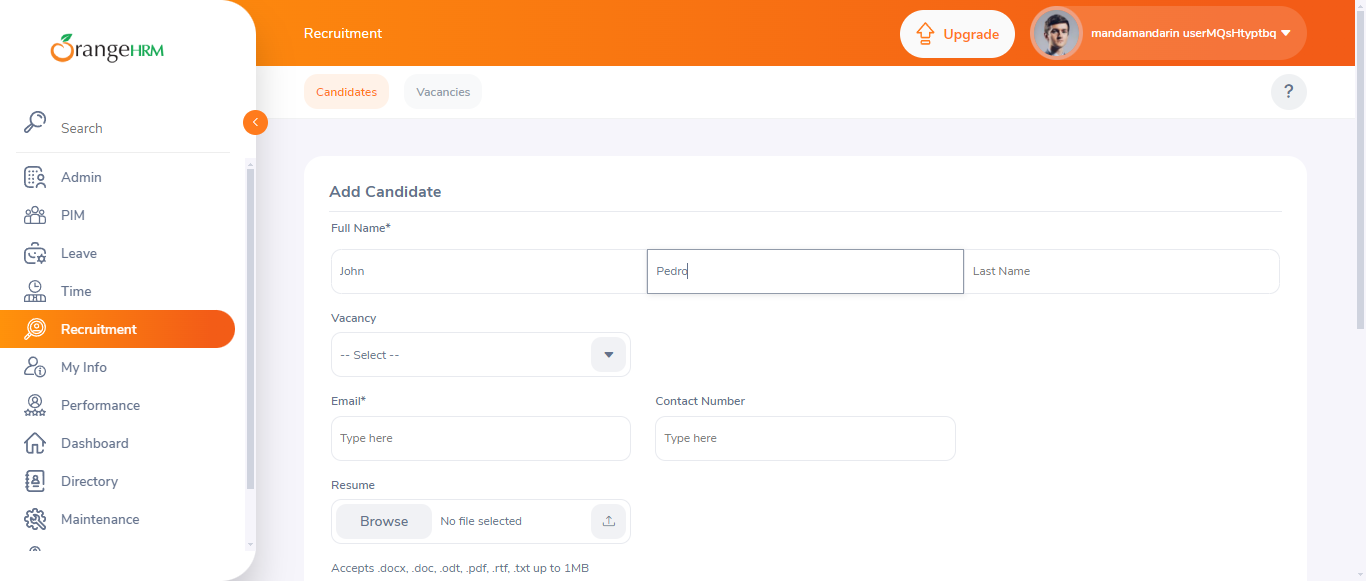 OrangeHRM
Recruitment
Upgrade
mandamandarin userMQsHtyptbq
Candidates
Vacancies
?
Search
Admin
PIM
Leave
Time
Recruitment
My Info
Performance
Dashboard
Directory
Maintenance
Add Candidate
Full Name*
John
Pedro
Last Name
Vacancy
-- Select --
Email*
Contact Number
Type here
Type here
Resume
Browse
No file selected
Accepts .docx, .doc, .odt, .pdf, .rtf, .txt up to 1MB